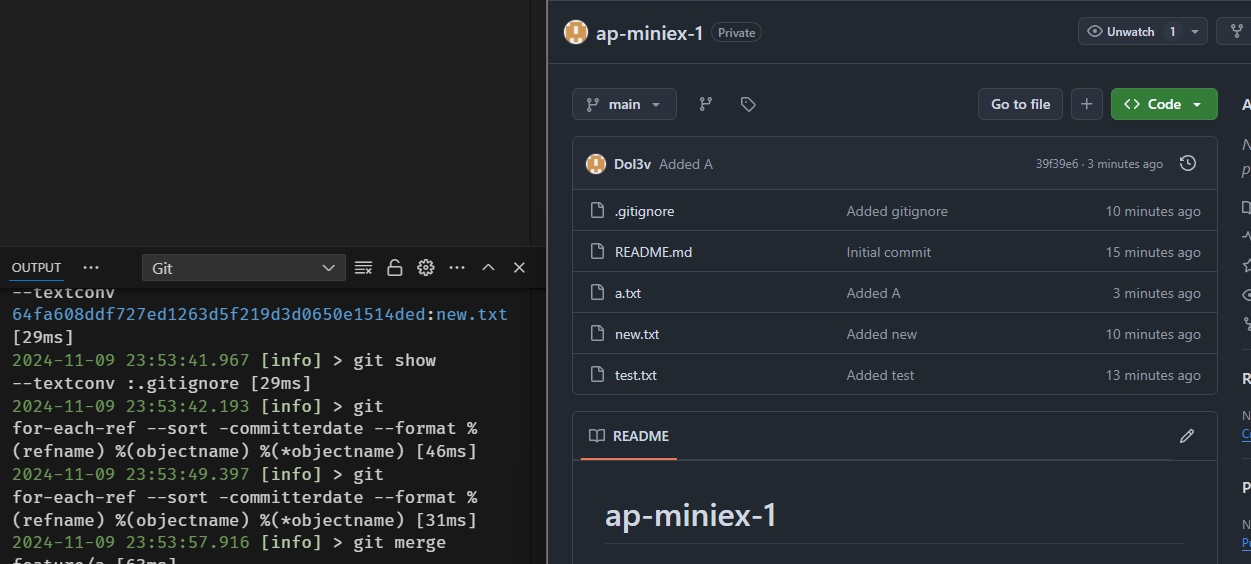 OUTPUT
Git
--textconv
64fa608ddf727ed1263d5f219d3d0650e1514ded:new.txt
[29ms]
2024-11-09 23:53:41.967 [info] > git show
--textconv :.gitignore [29ms]
2024-11-09 23:53:42.193 [info] > git
for-each-ref --sort -committerdate --format %
(refname) %(objectname) %(*objectname) [46ms]
2024-11-09 23:53:49.397 [info] > git
for-each-ref --sort -committerdate --format %
(refname) %(objectname) %(*objectname) [31ms]
2024-11-09 23:53:57.916 [info] > git merge
feature/a [63ms]
ap-miniex-1 Private Unwatch 1
main Go to file Code
Dol3v Added A 39f39e6 · 3 minutes ago
.gitignore Added gitignore 10 minutes ago
README.md Initial commit 15 minutes ago
a.txt Added A 3 minutes ago
new.txt Added new 10 minutes ago
test.txt Added test 13 minutes ago
README
ap-miniex-1